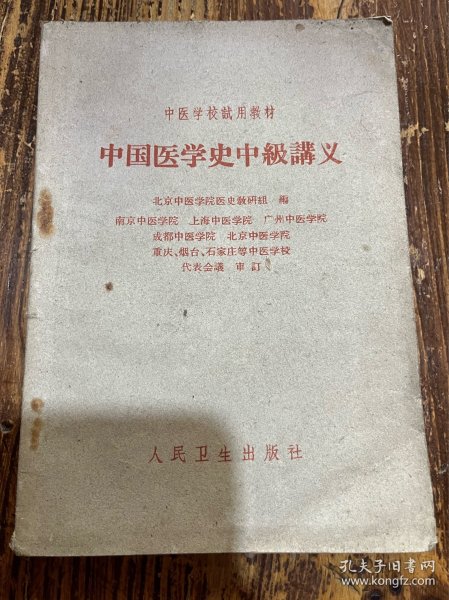 中医学校試用教材
中国医学史中級講义
北京中医学院医史教研組 編
南京中医学院 上海中医学院 广州中医学院
成都中医学院 北京中医学院
重庆、烟台、石家庄等中医学校
代表会議 审訂
人民卫生出版社
孔夫子旧书网
www.kongfz.com